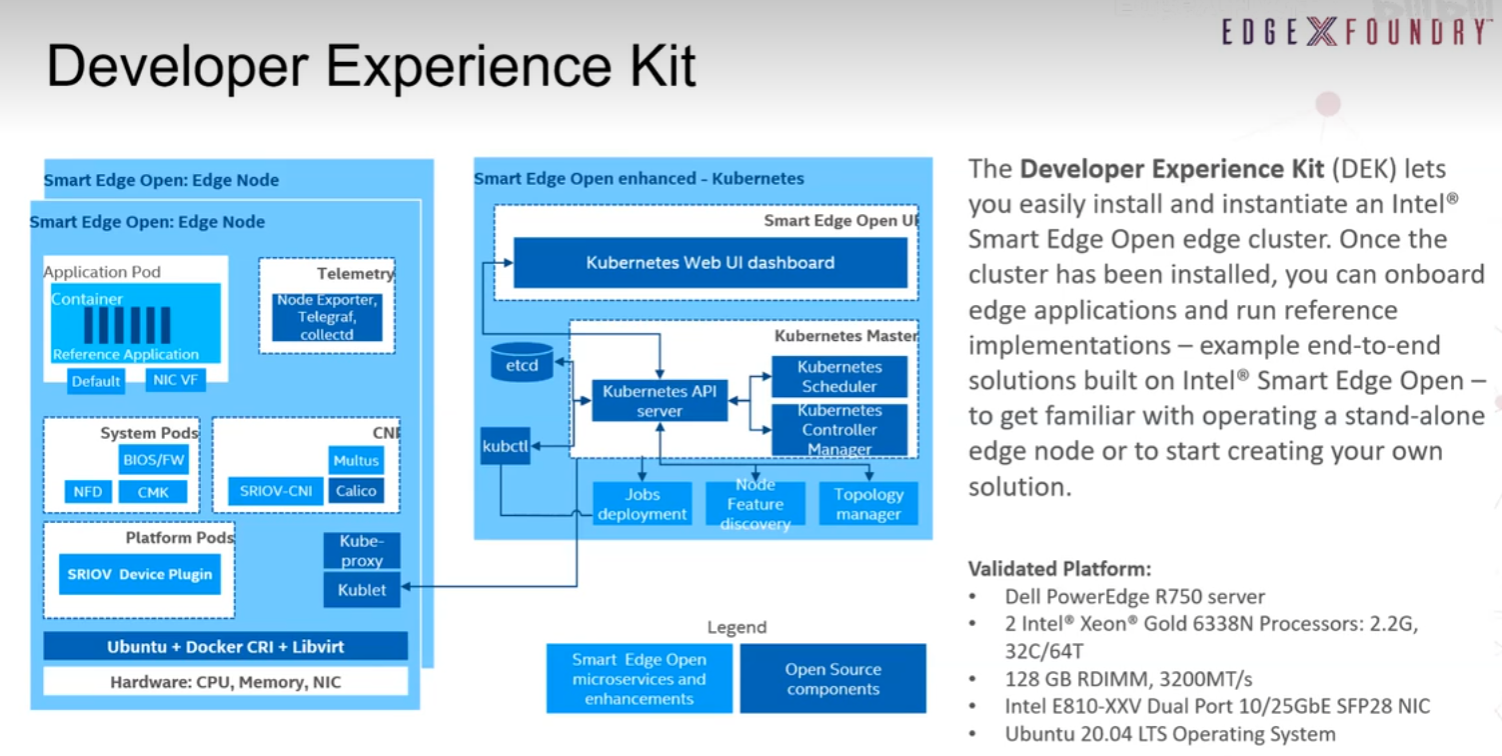 EDGE X FOUNDRY
Developer Experience Kit
Smart Edge Open: Edge Node
Smart Edge Open: Edge Node
Application Pod
Container
Reference Application
Default
NIC VF
Telemetry
Node Exporter,
Telegraf,
collectd
System Pods
BIOS/FW
NFD
CMK
CNI
Multus
SRIOV-CNI
Calico
Platform Pods
SRIOV Device Plugin
Kube-
proxy
Kublet
Ubuntu + Docker CRI + Libvirt
Hardware: CPU, Memory, NIC
Smart Edge Open enhanced - Kubernetes
Smart Edge Open UI
Kubernetes Web UI dashboard
Kubernetes Master
etcd
Kubernetes API
server
Kubernetes
Scheduler
Kubernetes
Controller
Manager
kubctl
Jobs
deployment
Node
Feature
discovery
Topology
manager
Legend
Smart Edge Open
microservices and
enhancements
Open Source
components
The Developer Experience Kit (DEK) lets
you easily install and instantiate an Intel®
Smart Edge Open edge cluster. Once the
cluster has been installed, you can onboard
edge applications and run reference
implementations – example end-to-end
solutions built on Intel® Smart Edge Open –
to get familiar with operating a stand-alone
edge node or to start creating your own
solution.
Validated Platform:
• Dell PowerEdge R750 server
• 2 Intel® Xeon® Gold 6338N Processors: 2.2G,
32C/64T
• 128 GB RDIMM, 3200MT/s
• Intel E810-XXV Dual Port 10/25GbE SFP28 NIC
• Ubuntu 20.04 LTS Operating System